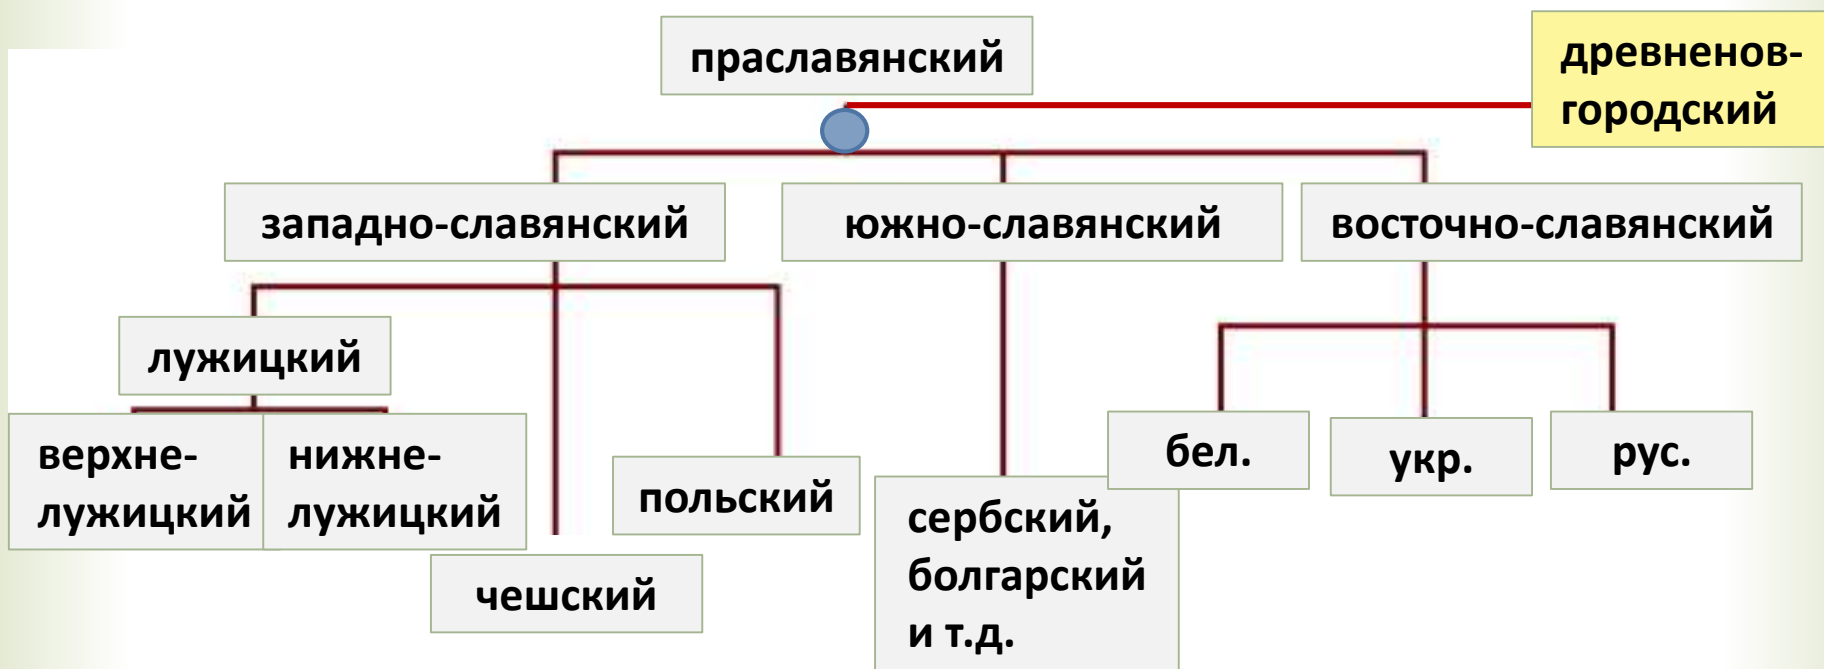 праславянский
древненов-
городский
западно-славянский
южно-славянский
восточно-славянский
лужицкий
верхне-
лужицкий
нижне-
лужицкий
чешский
польский
сербский,
болгарский
и т.д.
бел.
укр.
рус.